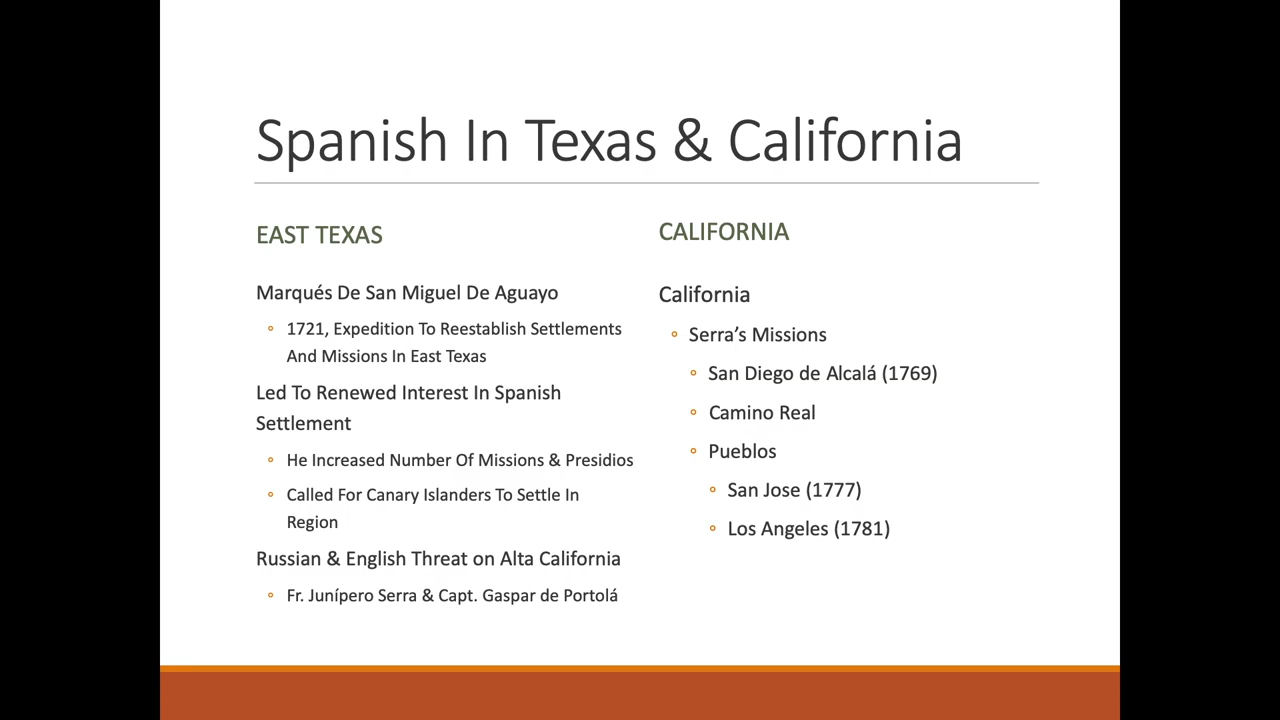 Spanish In Texas & California
EAST TEXAS
Marqués De San Miguel De Aguayo
1721, Expedition To Reestablish Settlements
And Missions In East Texas
Led To Renewed Interest In Spanish
Settlement
He Increased Number Of Missions & Presidios
Called For Canary Islanders To Settle In
Region
Russian & English Threat on Alta California
Fr. Junípero Serra & Capt. Gaspar de Portolá
CALIFORNIA
California
Serra’s Missions
San Diego de Alcalá (1769)
Camino Real
Pueblos
San Jose (1777)
Los Angeles (1781)